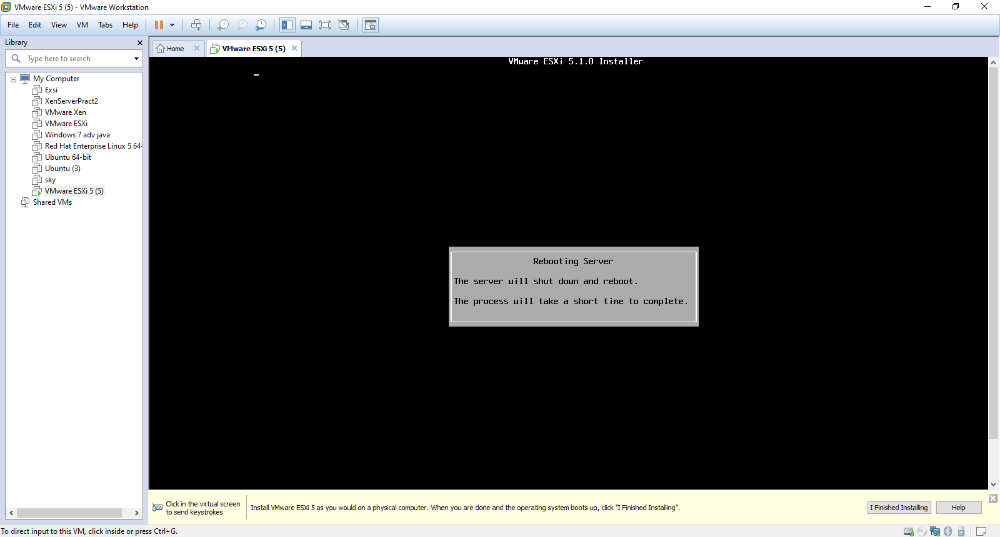 VMware ESXi 5 (5) - VMware Workstation
File Edit View VM Tabs Help
Library
Type here to search
My Computer
Exsi
XenServerPract2
VMware Xen
VMware ESXi
Windows 7 adv java
Red Hat Enterprise Linux 5 64-
Ubuntu 64-bit
Ubuntu (3)
sky
VMware ESXi 5 (5)
Shared VMs
Home
VMware ESXi 5 (5)
VMware ESXi 5.1.0 Installer
Rebooting Server
The server will shut down and reboot.
The process will take a short time to complete.
Click in the virtual screen
to send keystrokes
Install VMware ESXi 5 as you would on a physical computer. When you are done and the operating system boots up, click "I Finished Installing".
I Finished Installing
Help
To direct input to this VM, click inside or press Ctrl+G.